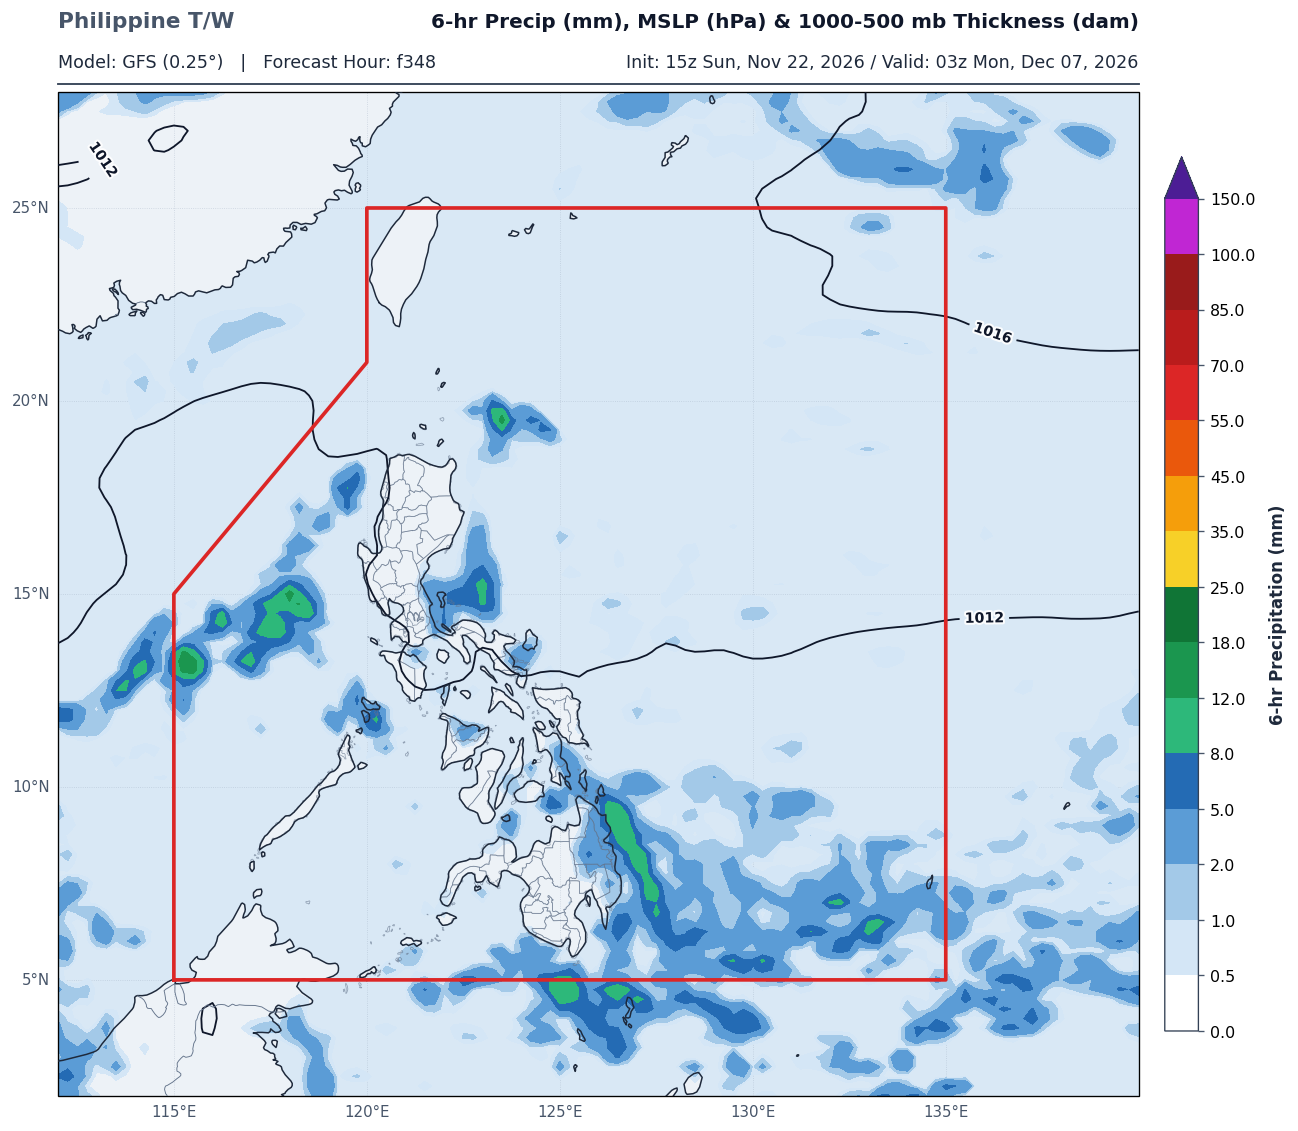 Philippine T/W
6-hr Precip (mm), MSLP (hPa) & 1000-500 mb Thickness (dam)
Model: GFS (0.25°) | Forecast Hour: f348
Init: 15z Sun, Nov 22, 2026 / Valid: 03z Mon, Dec 07, 2026
1012
1016
1012
25°N
20°N
15°N
10°N
5°N
115°E
120°E
125°E
130°E
135°E
150.0
100.0
85.0
70.0
55.0
45.0
35.0
25.0
18.0
12.0
8.0
5.0
2.0
1.0
0.5
0.0
6-hr Precipitation (mm)